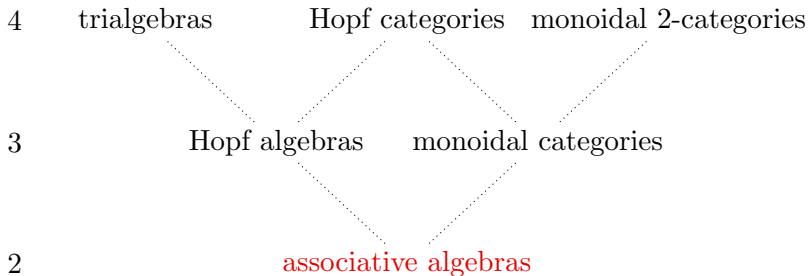 4 trialgebras Hopf categories monoidal 2-categories
3 Hopf algebras monoidal categories
2 associative algebras